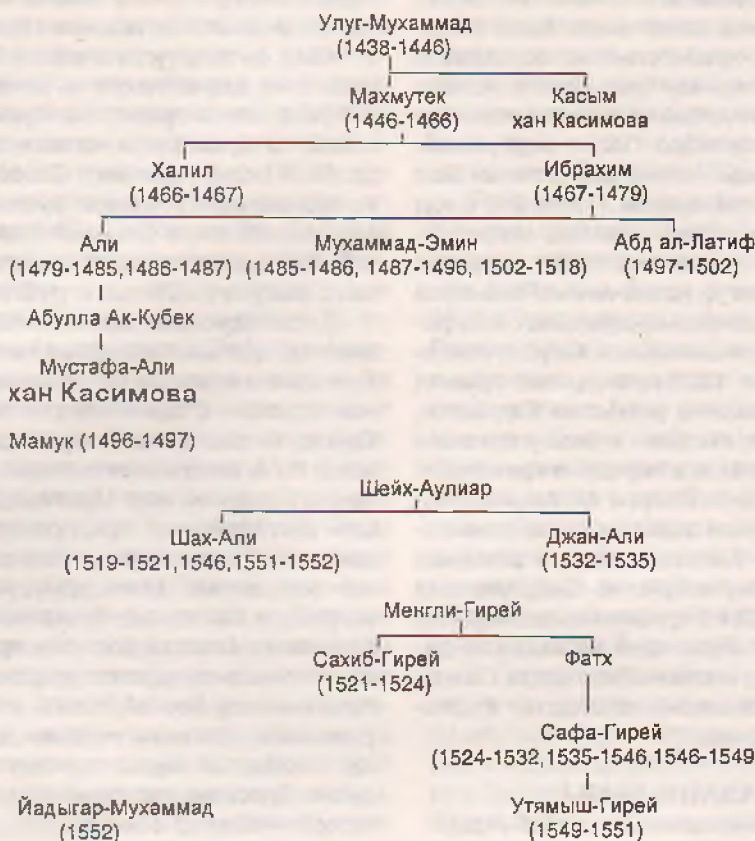 Улуг-Мухаммад
(1438-1446)
Махмутек Касым
(1446-1466) хан Касимова
Халил Ибрахим
(1466-1467) (1467-1479)
Али Мухаммад-Эмин Абд ал-Латиф
(1479-1485,1486-1487) (1485-1486, 1487-1496, 1502-1518) (1497-1502)
Абулла Ак-Кубек
Мустафа-Али
хан Касимова
Мамук (1496-1497)
Шейх-Аулиар
Шах-Али Джан-Али
(1519-1521,1546,1551-1552) (1532-1535)
Менгли-Гирей
Сахиб-Гирей Фатх
(1521-1524)
Сафа-Гирей
(1524-1532,1535-1546,1546-1549
Йадыгар-Мухаммад Утямыш-Гирей
(1552) (1549-1551)